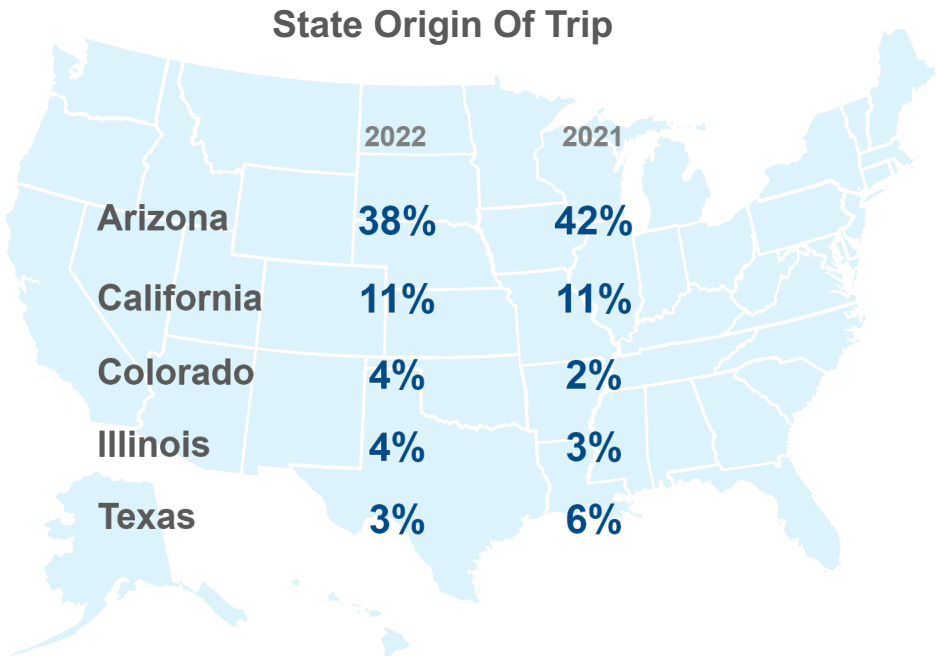 State Origin Of Trip
2022 2021
Arizona 38% 42%
California 11% 11%
Colorado 4% 2%
Illinois 4% 3%
Texas 3% 6%